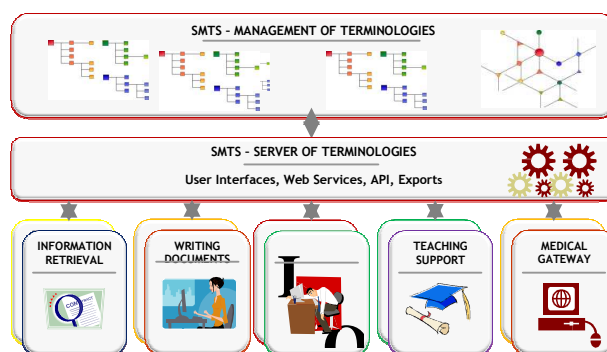 SMTS - MANAGEMENT OF TERMINOLOGIES
SMTS - SERVER OF TERMINOLOGIES
User Interfaces, Web Services, API, Exports
INFORMATION
RETRIEVAL
WRITING
DOCUMENTS
TEACHING
SUPPORT
MEDICAL
GATEWAY